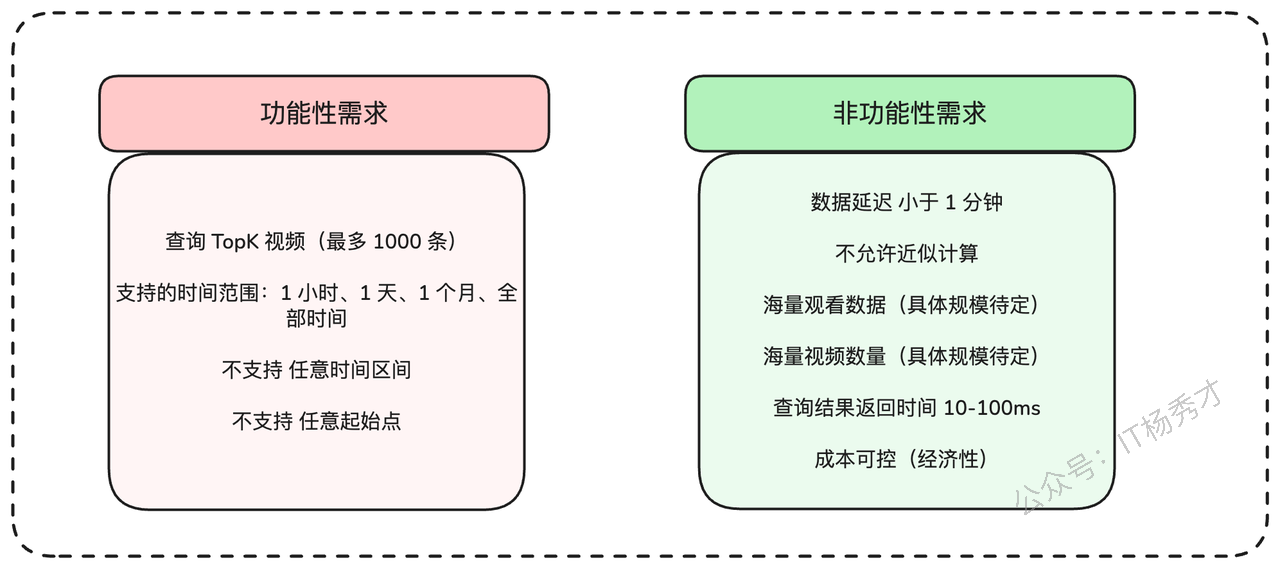 功能性需求
查询 TopK 视频（最多 1000 条）
支持的时间范围：1 小时、1 天、1 个月、全
部时间
不支持 任意时间区间
不支持 任意起始点
非功能性需求
数据延迟 小于 1 分钟
不允许近似计算
海量观看数据（具体规模待定）
海量视频数量（具体规模待定）
查询结果返回时间 10-100ms
成本可控（经济性）
公众号：IT杨秀才